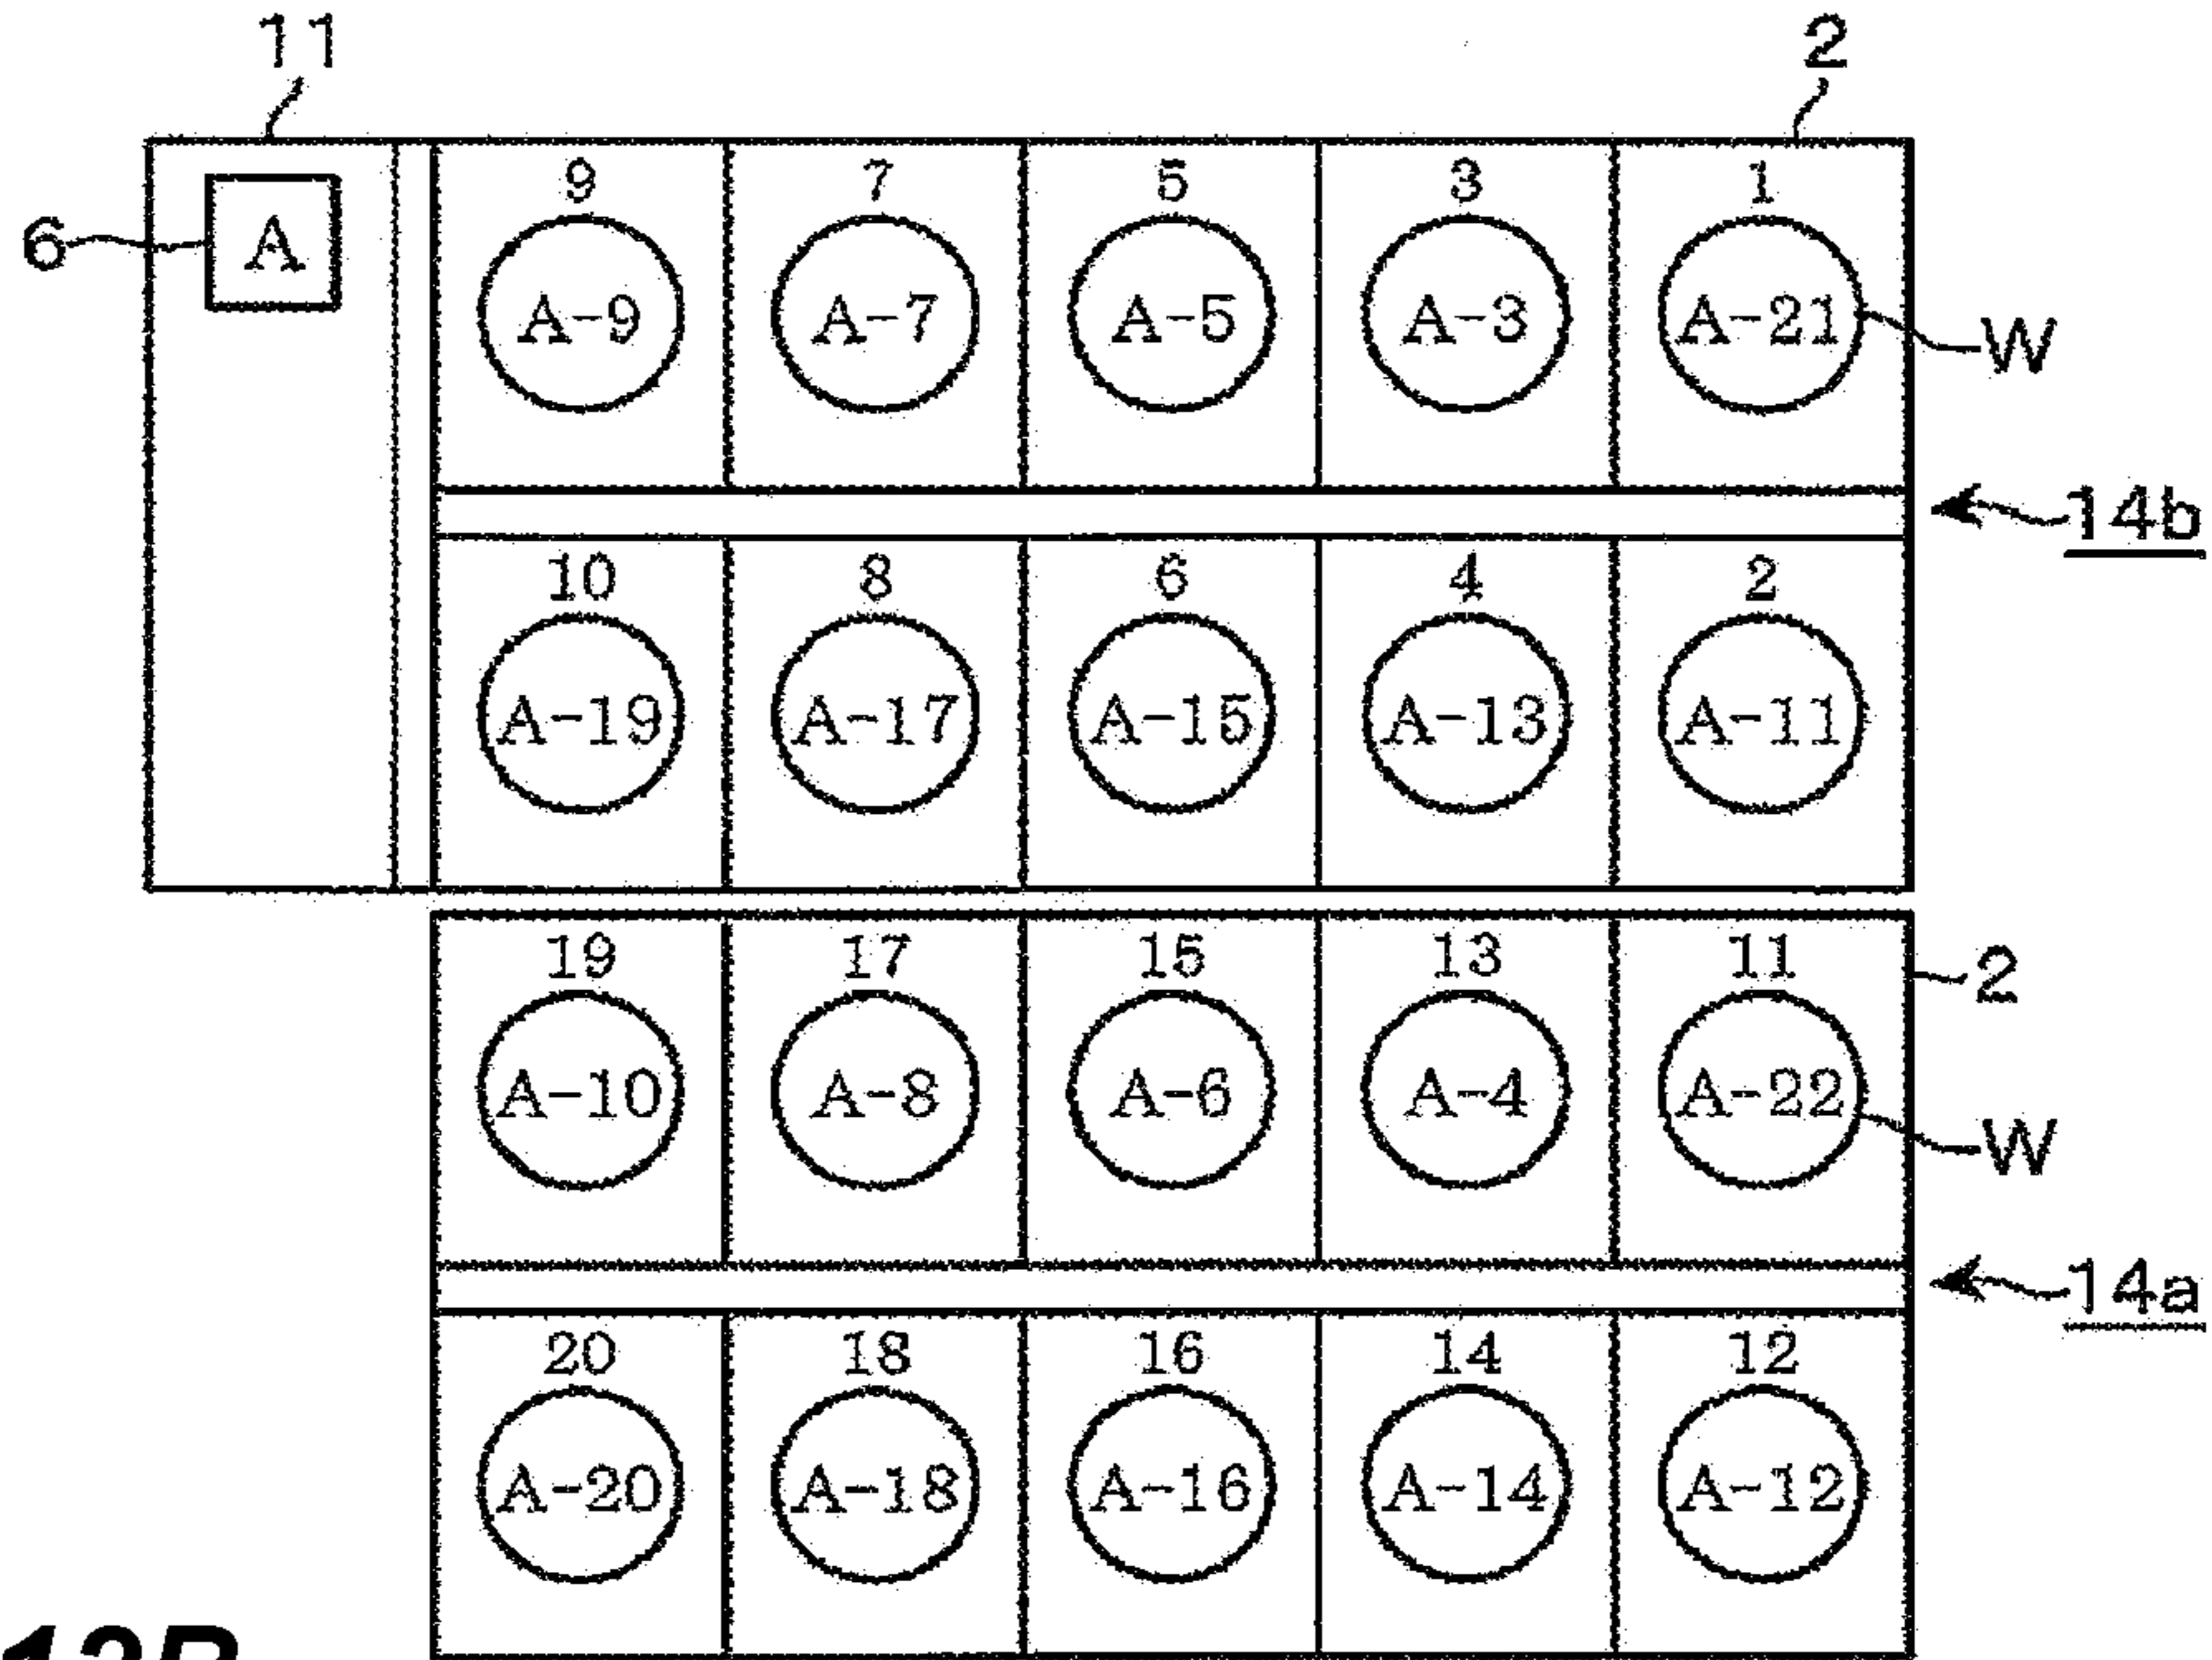 11 2
9 7 5 3 1
6 A A-9 A-7 A-5 A-3 A-21 W
14b
10 8 6 4 2
A-19 A-17 A-15 A-13 A-11
19 17 15 13 11 2
A-10 A-8 A-6 A-4 A-22
W
14a
20 18 16 14 12
A-20 A-18 A-16 A-14 A-12